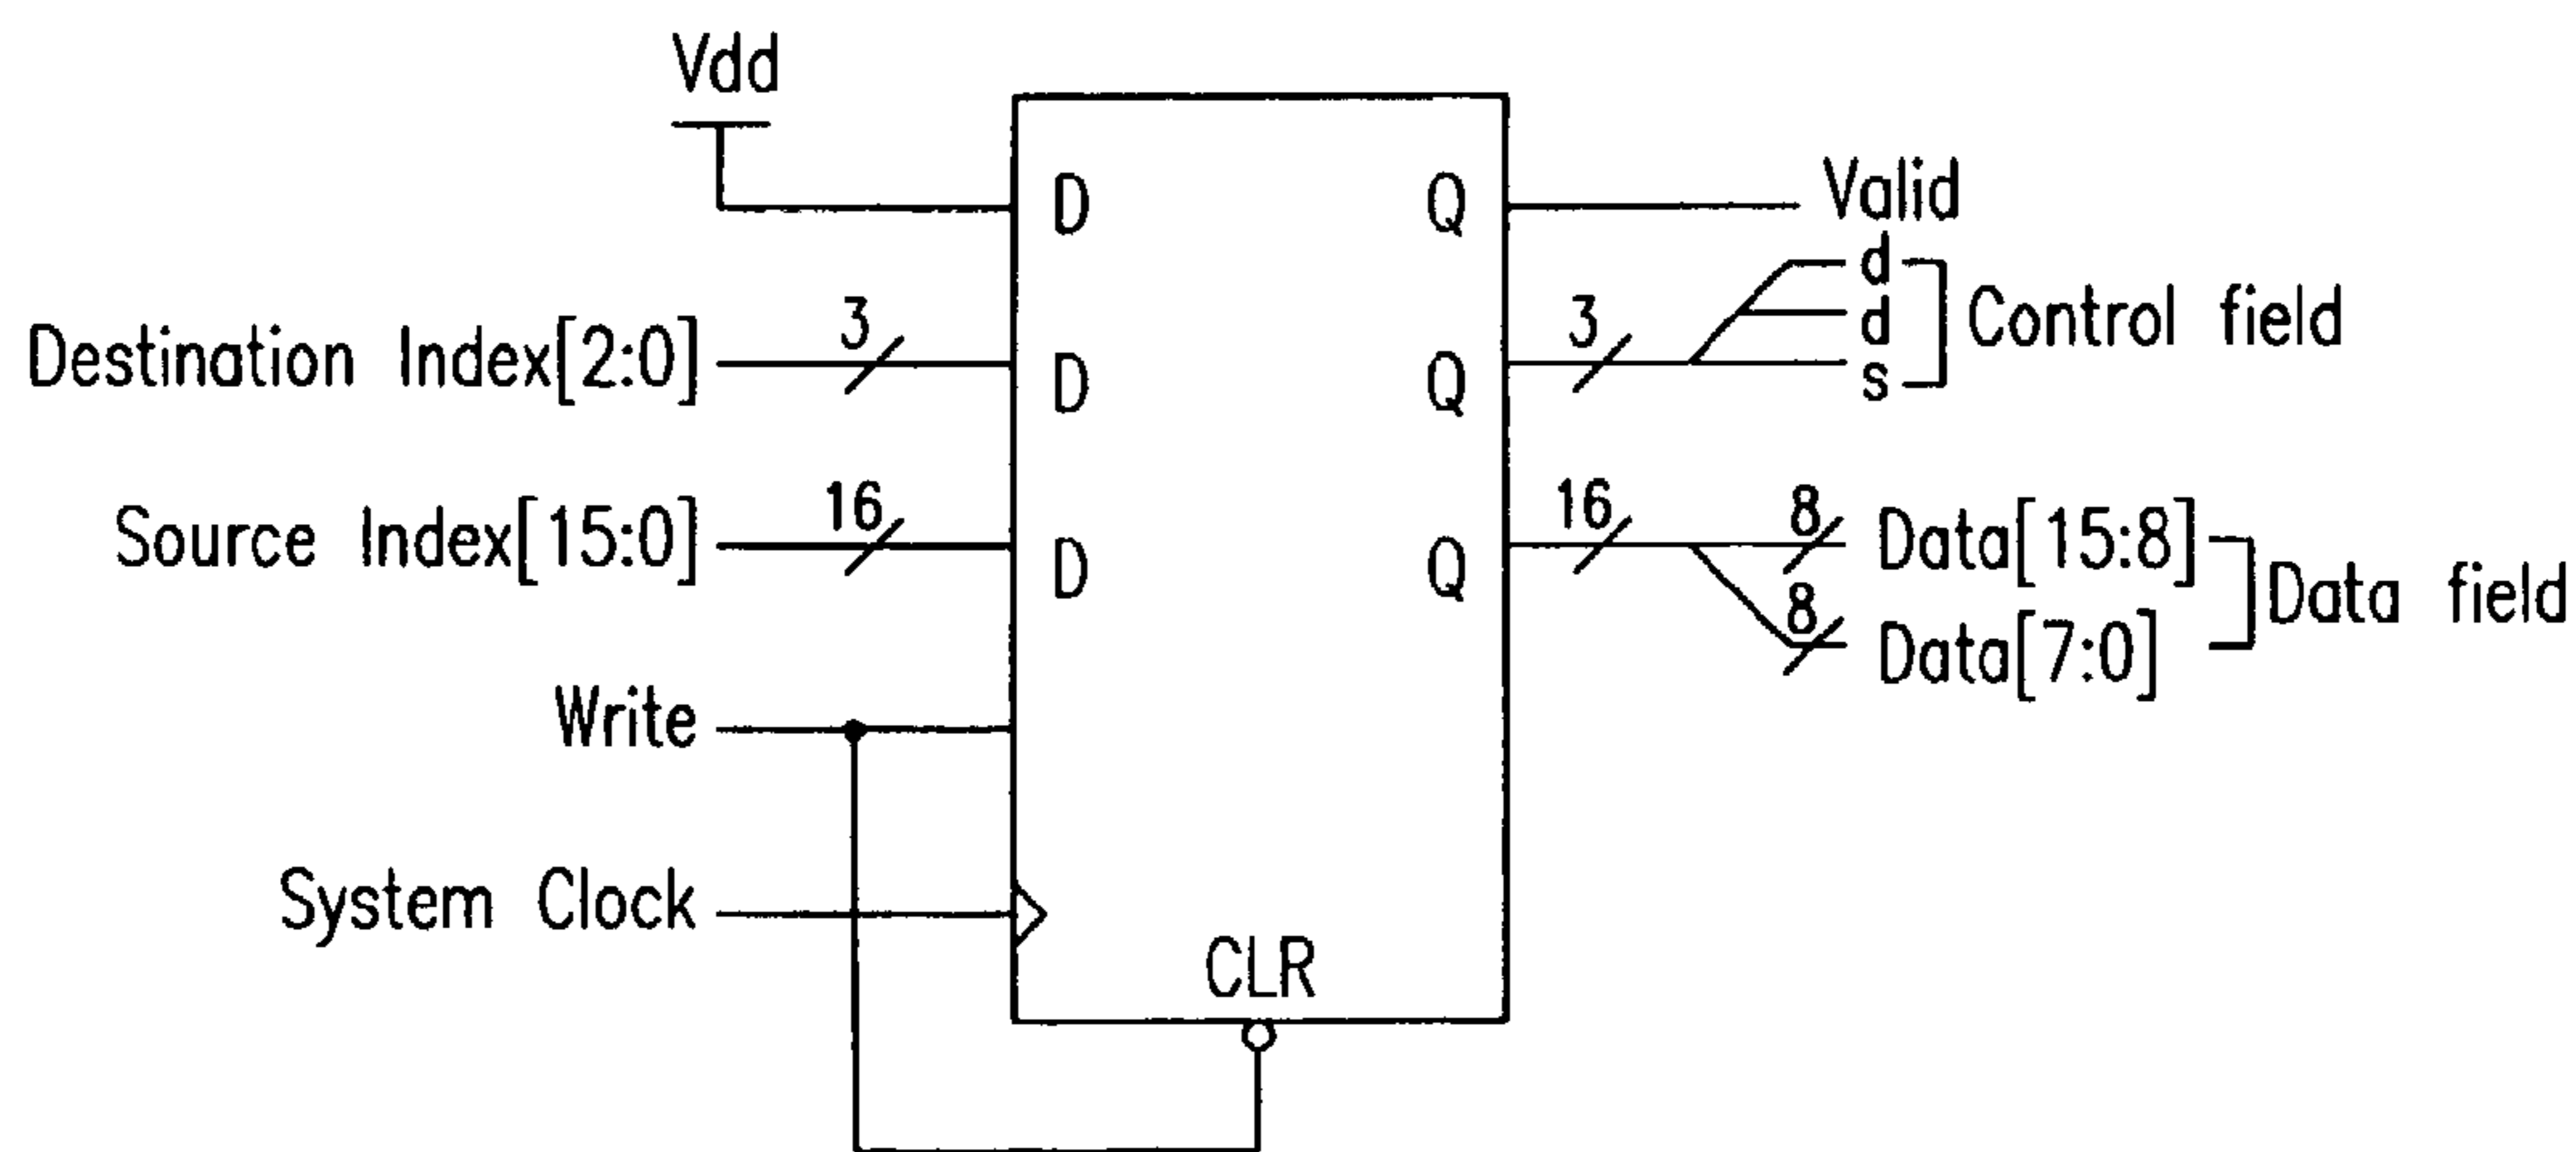 Vdd
D Q Valid
d
3 3 d Control field
Destination Index[2:0] D Q s
16 16 8 Data[15:8]
Source Index[15:0] D Q Data field
8 Data[7:0]
Write
System Clock
CLR